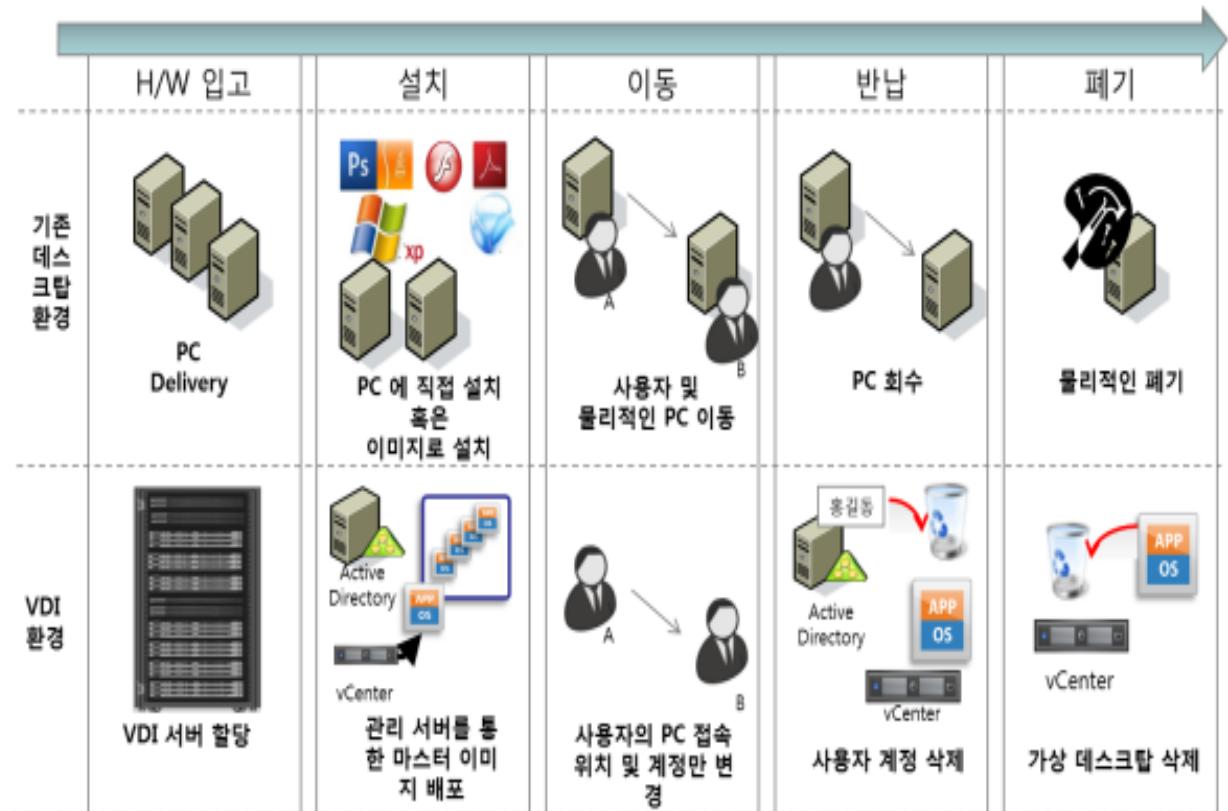 H/W 입고
설치
이동
반납
폐기
기존
데스
크탑
환경
PC
Delivery
Ps
xp
PC 에 직접 설치
혹은
이미지로 설치
A
B
사용자 및
물리적인 PC 이동
PC 회수
물리적인 폐기
VDI
환경
VDI 서버 할당
Active
Directory
APP
OS
vCenter
관리 서버를 통
한 마스터 이미
지 배포
A
B
사용자의 PC 접속
위치 및 계정만 변
경
홍길동
Active
Directory
APP
OS
vCenter
사용자 계정 삭제
APP
OS
vCenter
가상 데스크탑 삭제